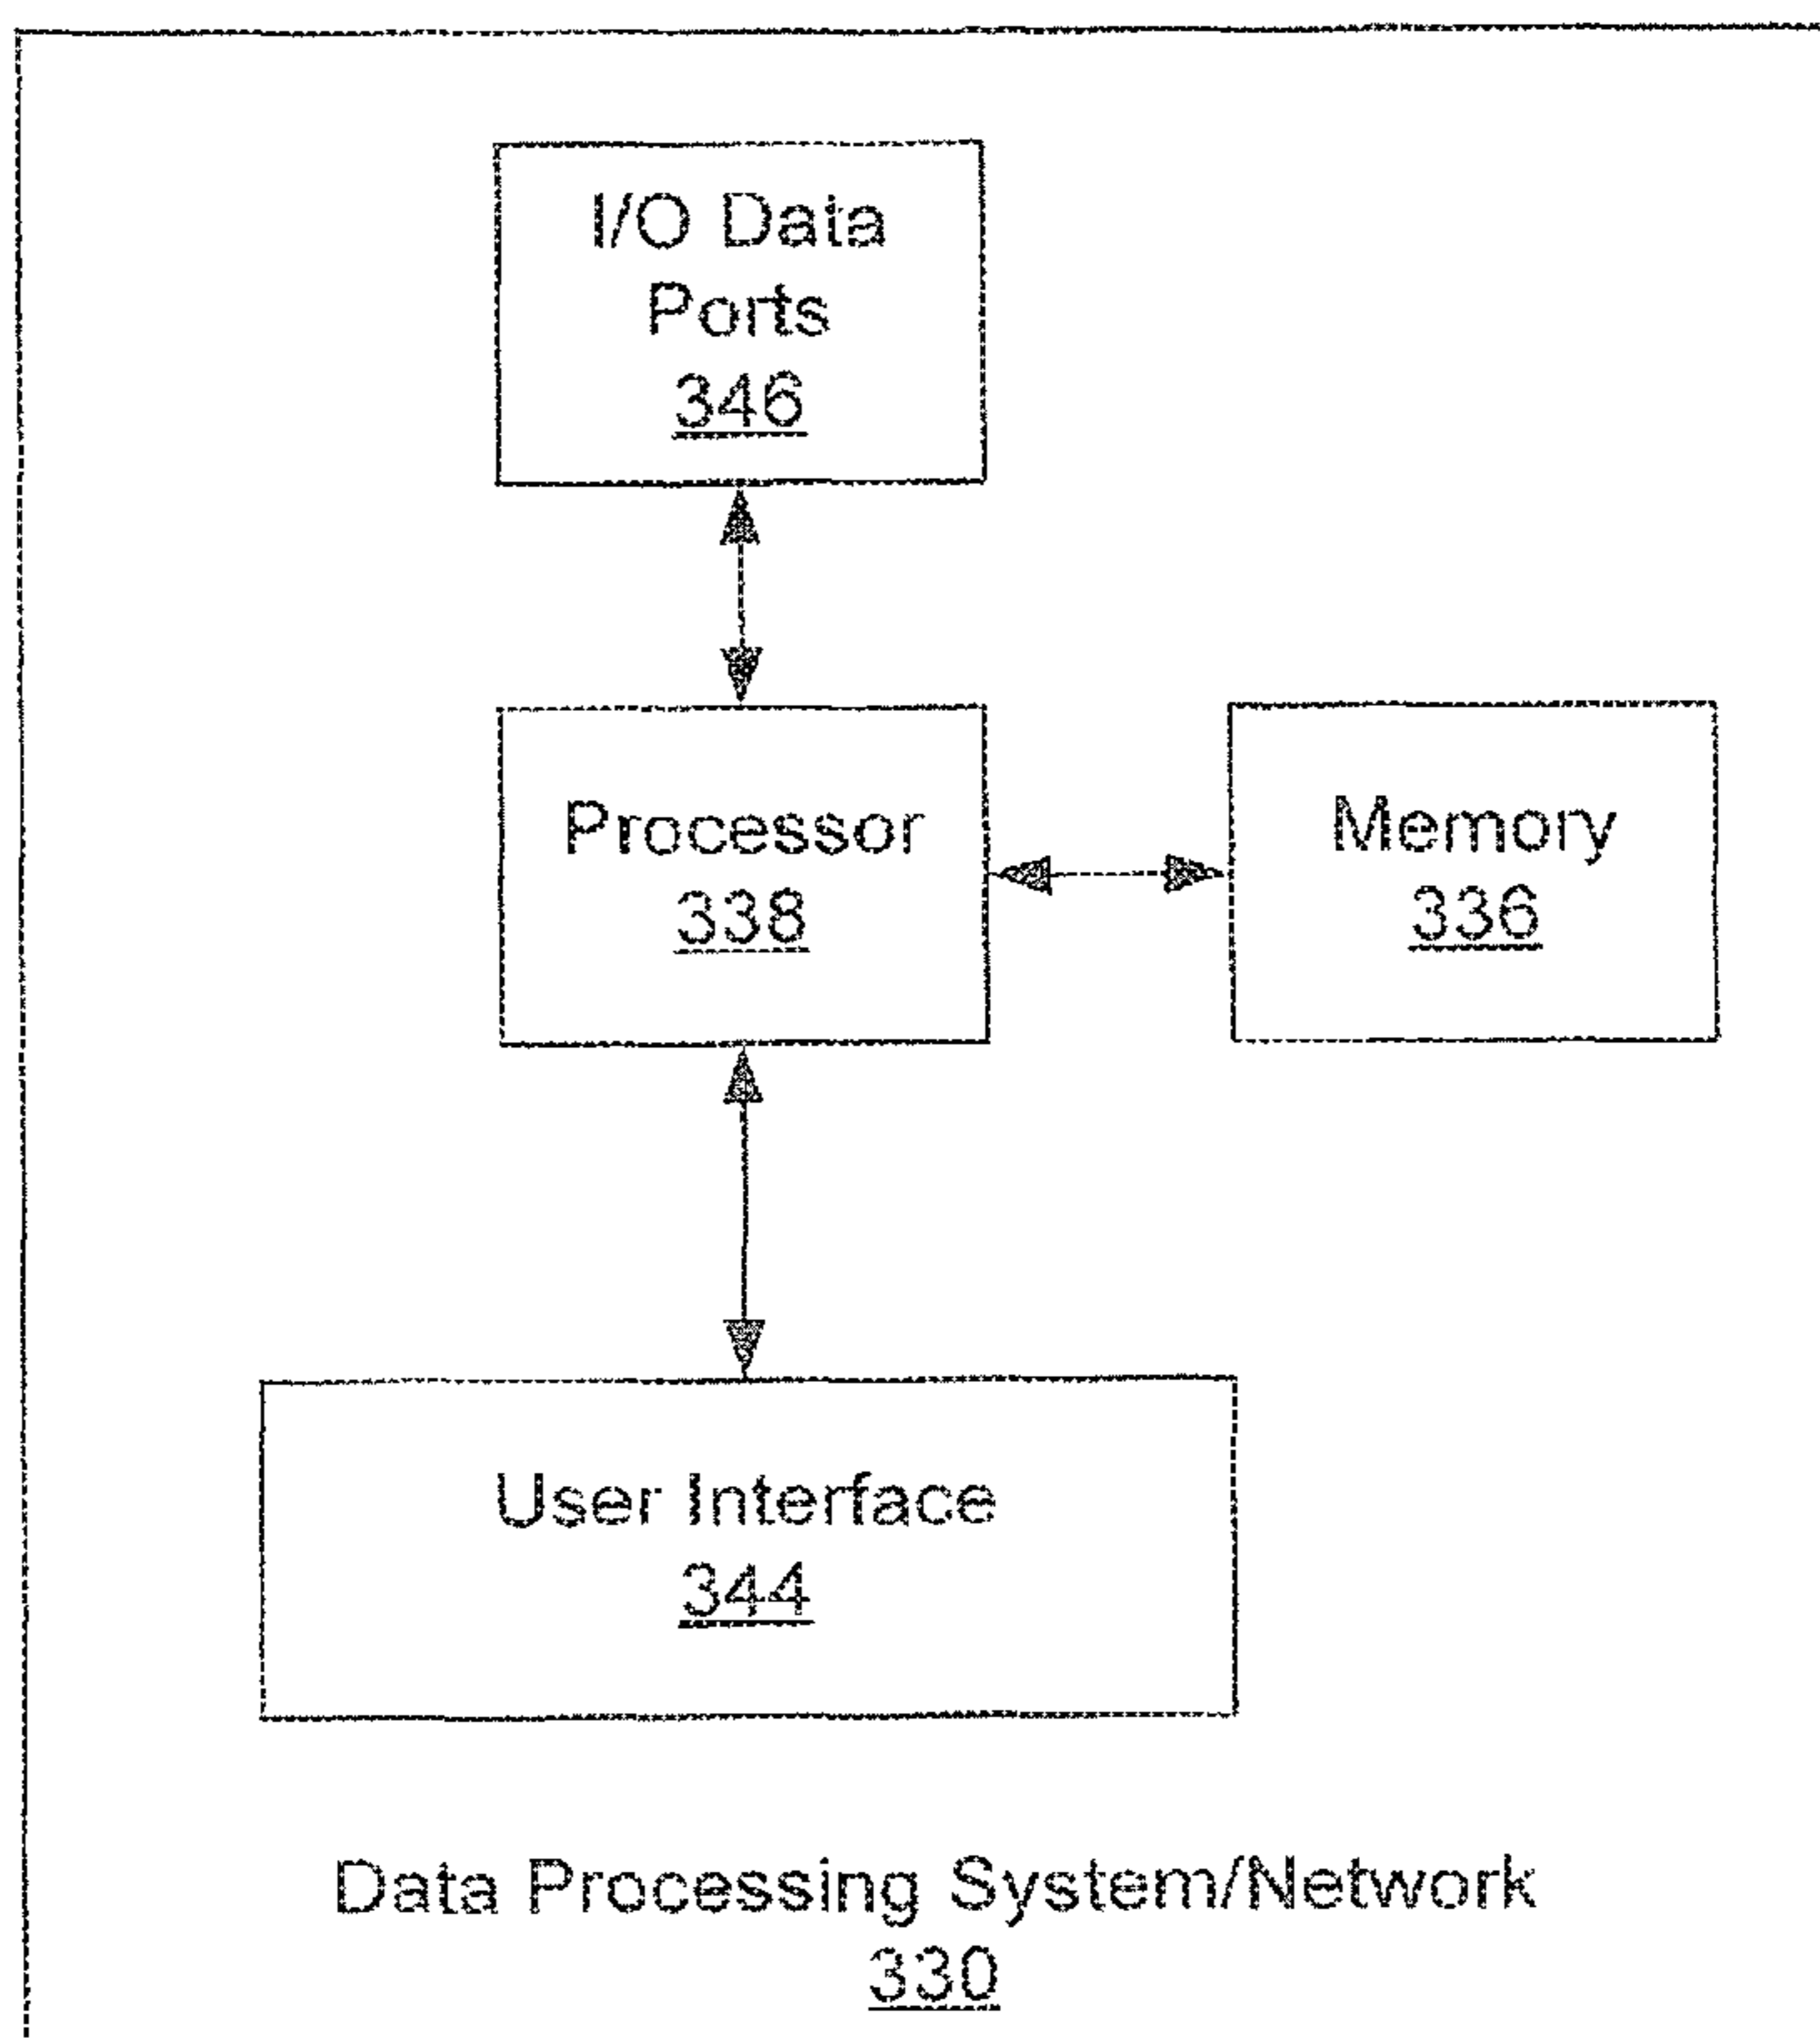 I/O Data
Ports
346
Processor
338
Memory
336
User Interface
344
Data Processing System/Network
330